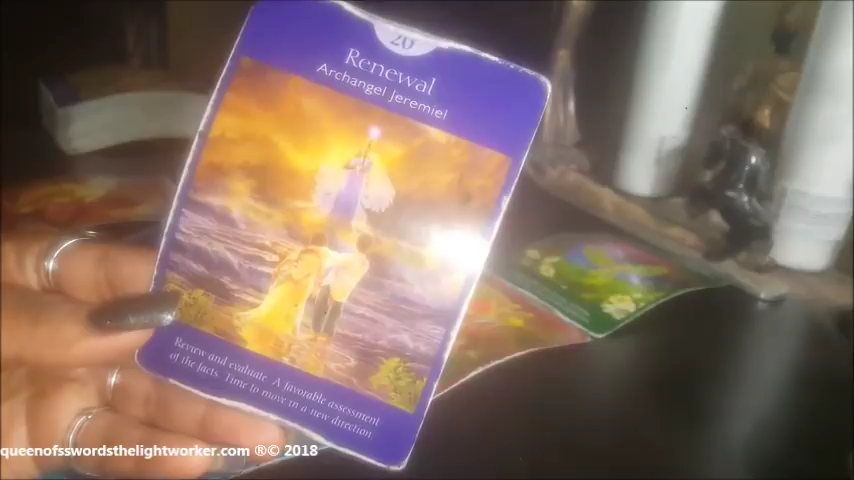 20
Renewal
Archangel Jeremiel
Review and evaluate. A favorable assessment
of the facts. Time to move in a new direction.
queenofsswordsthelightworker.com ®© 2018